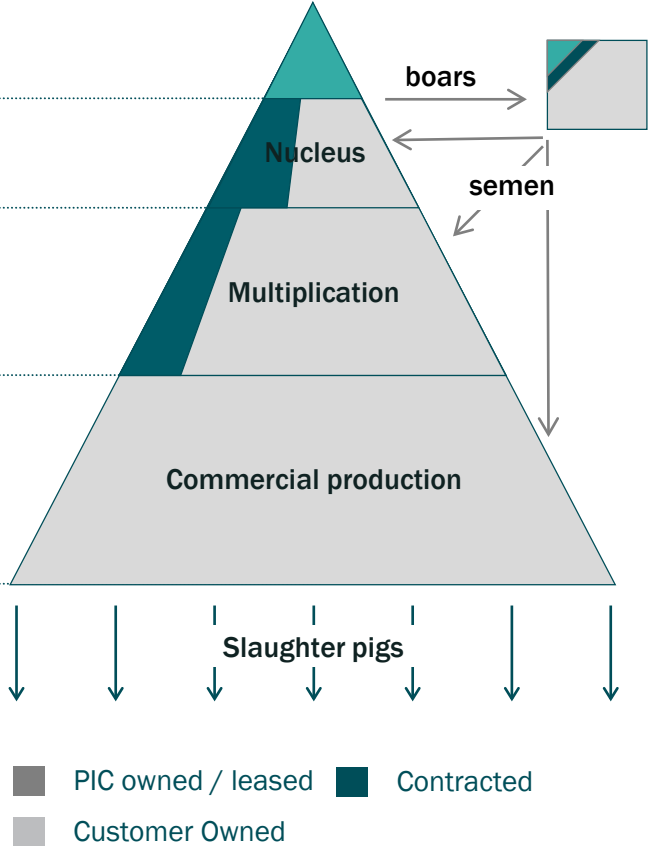 boars
Nucleus
semen
Multiplication
Commercial production
Slaughter pigs
PIC owned / leased
Contracted
Customer Owned